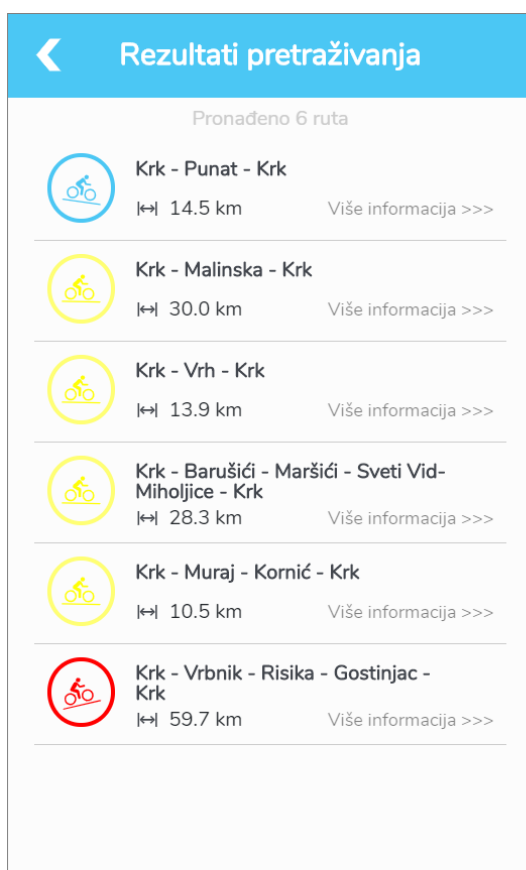 Rezultati pretraživanja
Pronađeno 6 ruta
Krk - Punat - Krk
14.5 km Više informacija >>>
Krk - Malinska - Krk
30.0 km Više informacija >>>
Krk - Vrh - Krk
13.9 km Više informacija >>>
Krk - Barušići - Maršići - Sveti Vid-
Miholjice - Krk
28.3 km Više informacija >>>
Krk - Muraj - Kornić - Krk
10.5 km Više informacija >>>
Krk - Vrbnik - Risika - Gostinjac -
Krk
59.7 km Više informacija >>>